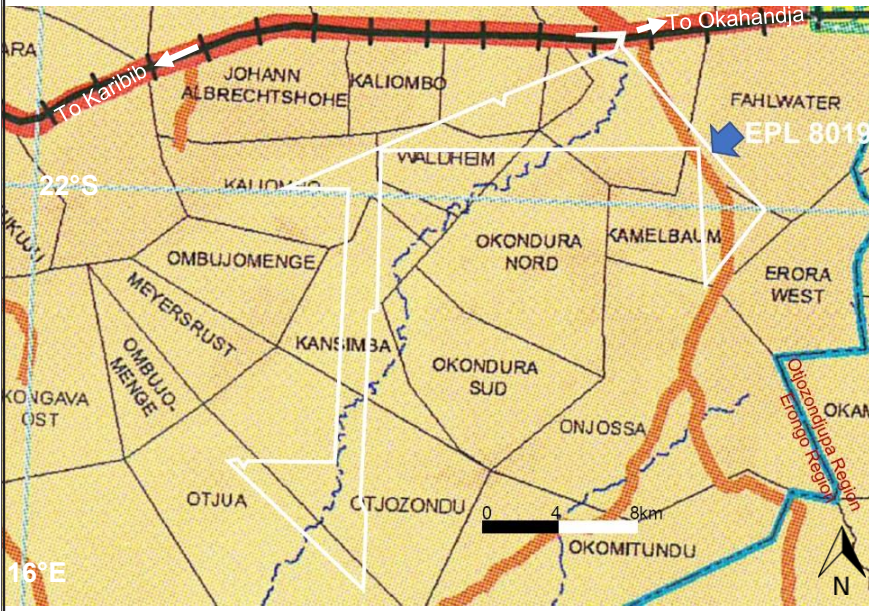 To Okahandja
ARA
To Karibib
JOHANN
ALBRECHTSHOHE
KALIOMBO
FAHLWATER
EPL 8019
WALLHEIM
22°S
KALIOMBO
UKUJU
OMBUJOMENGE
OKONDURA
NORD
KAMELBAUM
ERORA
WEST
MEYERSRUST
KANSIMBA
OMBUJO-
MENGE
OKONDURA
SUD
KONGAVA
OST
ONJOSSA
Otjozondjupa Region
Erongo Region
OKAM
OTJUA
OTJOZONDU
0 4 8km
OKOMITUNDU
16°E
N